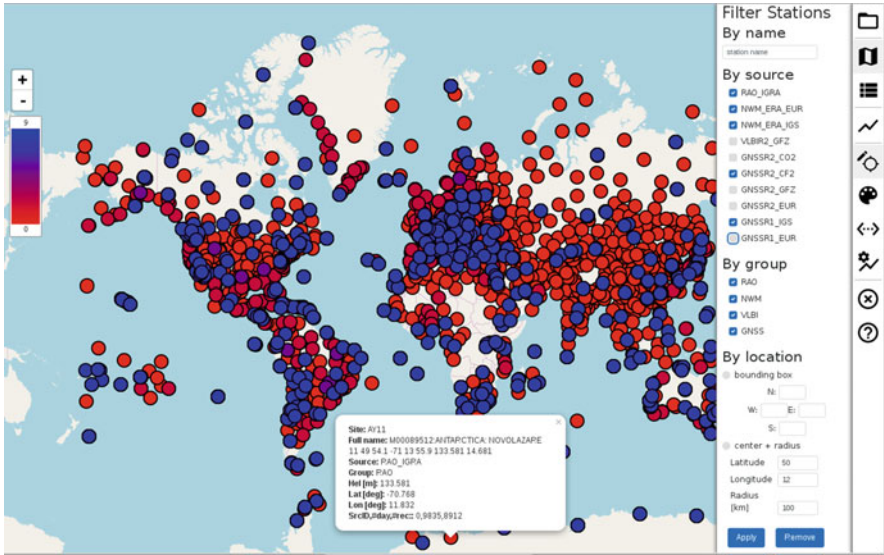 +
-
9
0
Site: AY11
Full name: M00089512:ANTARCTICA: NOVOLAZARE
11 49 54.1 -71 13 55.9 133.581 14.681
Source: RAO_IGRA
Group: RAO
Hel [m]: 133.581
Lat [deg]: -70.768
Lon [deg]: 11.832
SrcID,#day,#rec:: 0,9835,8912
×
Filter Stations
By name
station name
By source
RAO_IGRA
NWM_ERA_EUR
NWM_ERA_IGS
VLBIR2_GFZ
GNSSR2_CO2
GNSSR2_CF2
GNSSR2_GFZ
GNSSR2_EUR
GNSSR1_IGS
GNSSR1_EUR
By group
RAO
NWM
VLBI
GNSS
By location
bounding box
N:
W: E:
S:
center + radius
Latitude 50
Longitude 12
Radius
[km] 100
Apply Remove